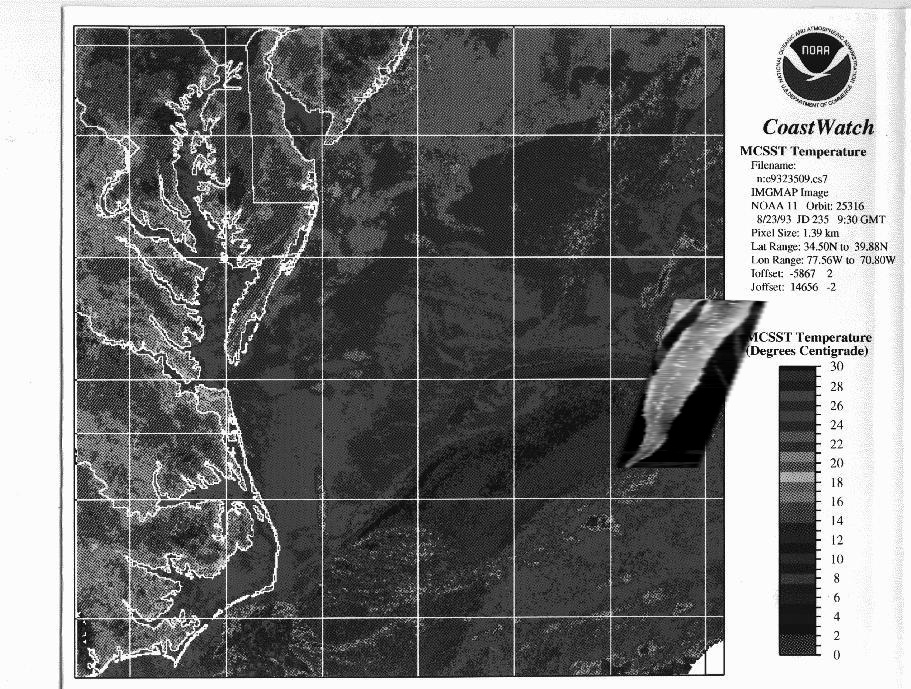 NATIONAL OCEANIC AND ATMOSPHERIC ADMINISTRATION
U.S. DEPARTMENT OF COMMERCE
NOAA
CoastWatch
MCSST Temperature
Filename:
n:c9323509.cs7
IMGMAP Image
NOAA 11 Orbit: 25316
8/23/93 JD 235 9:30 GMT
Pixel Size: 1.39 km
Lat Range: 34.50N to 39.88N
Lon Range: 77.56W to 70.80W
Ioffset: -5867 2
Joffset: 14656 -2
MCSST Temperature
(Degrees Centigrade)
30
28
26
24
22
20
18
16
14
12
10
8
6
4
2
0